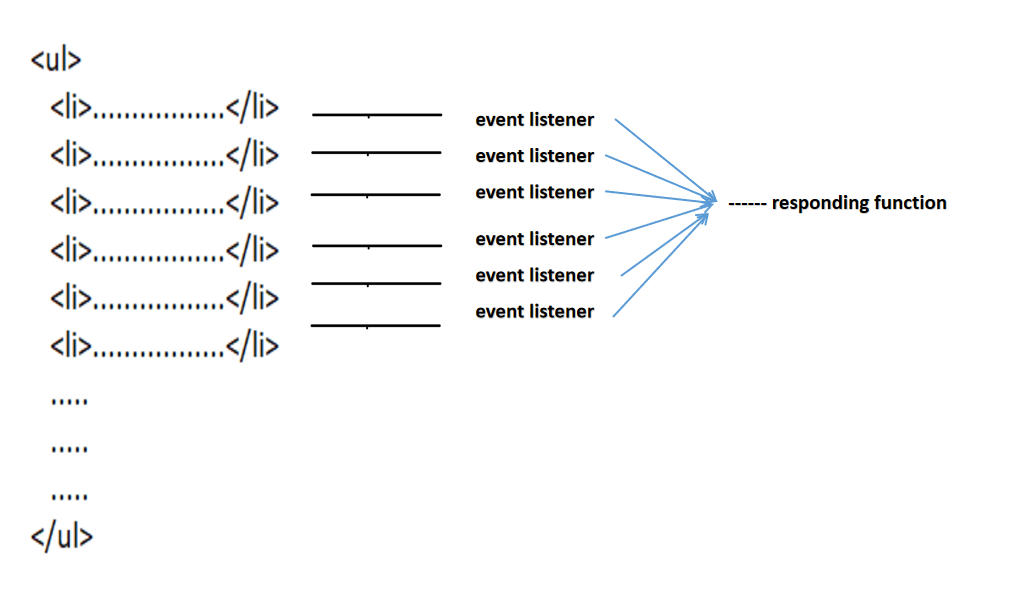 <ul>
<li>.................</li>
<li>.................</li>
<li>.................</li>
<li>.................</li>
<li>.................</li>
<li>.................</li>
.....
.....
.....
</ul>
event listener
event listener
event listener
event listener
event listener
event listener
------ responding function